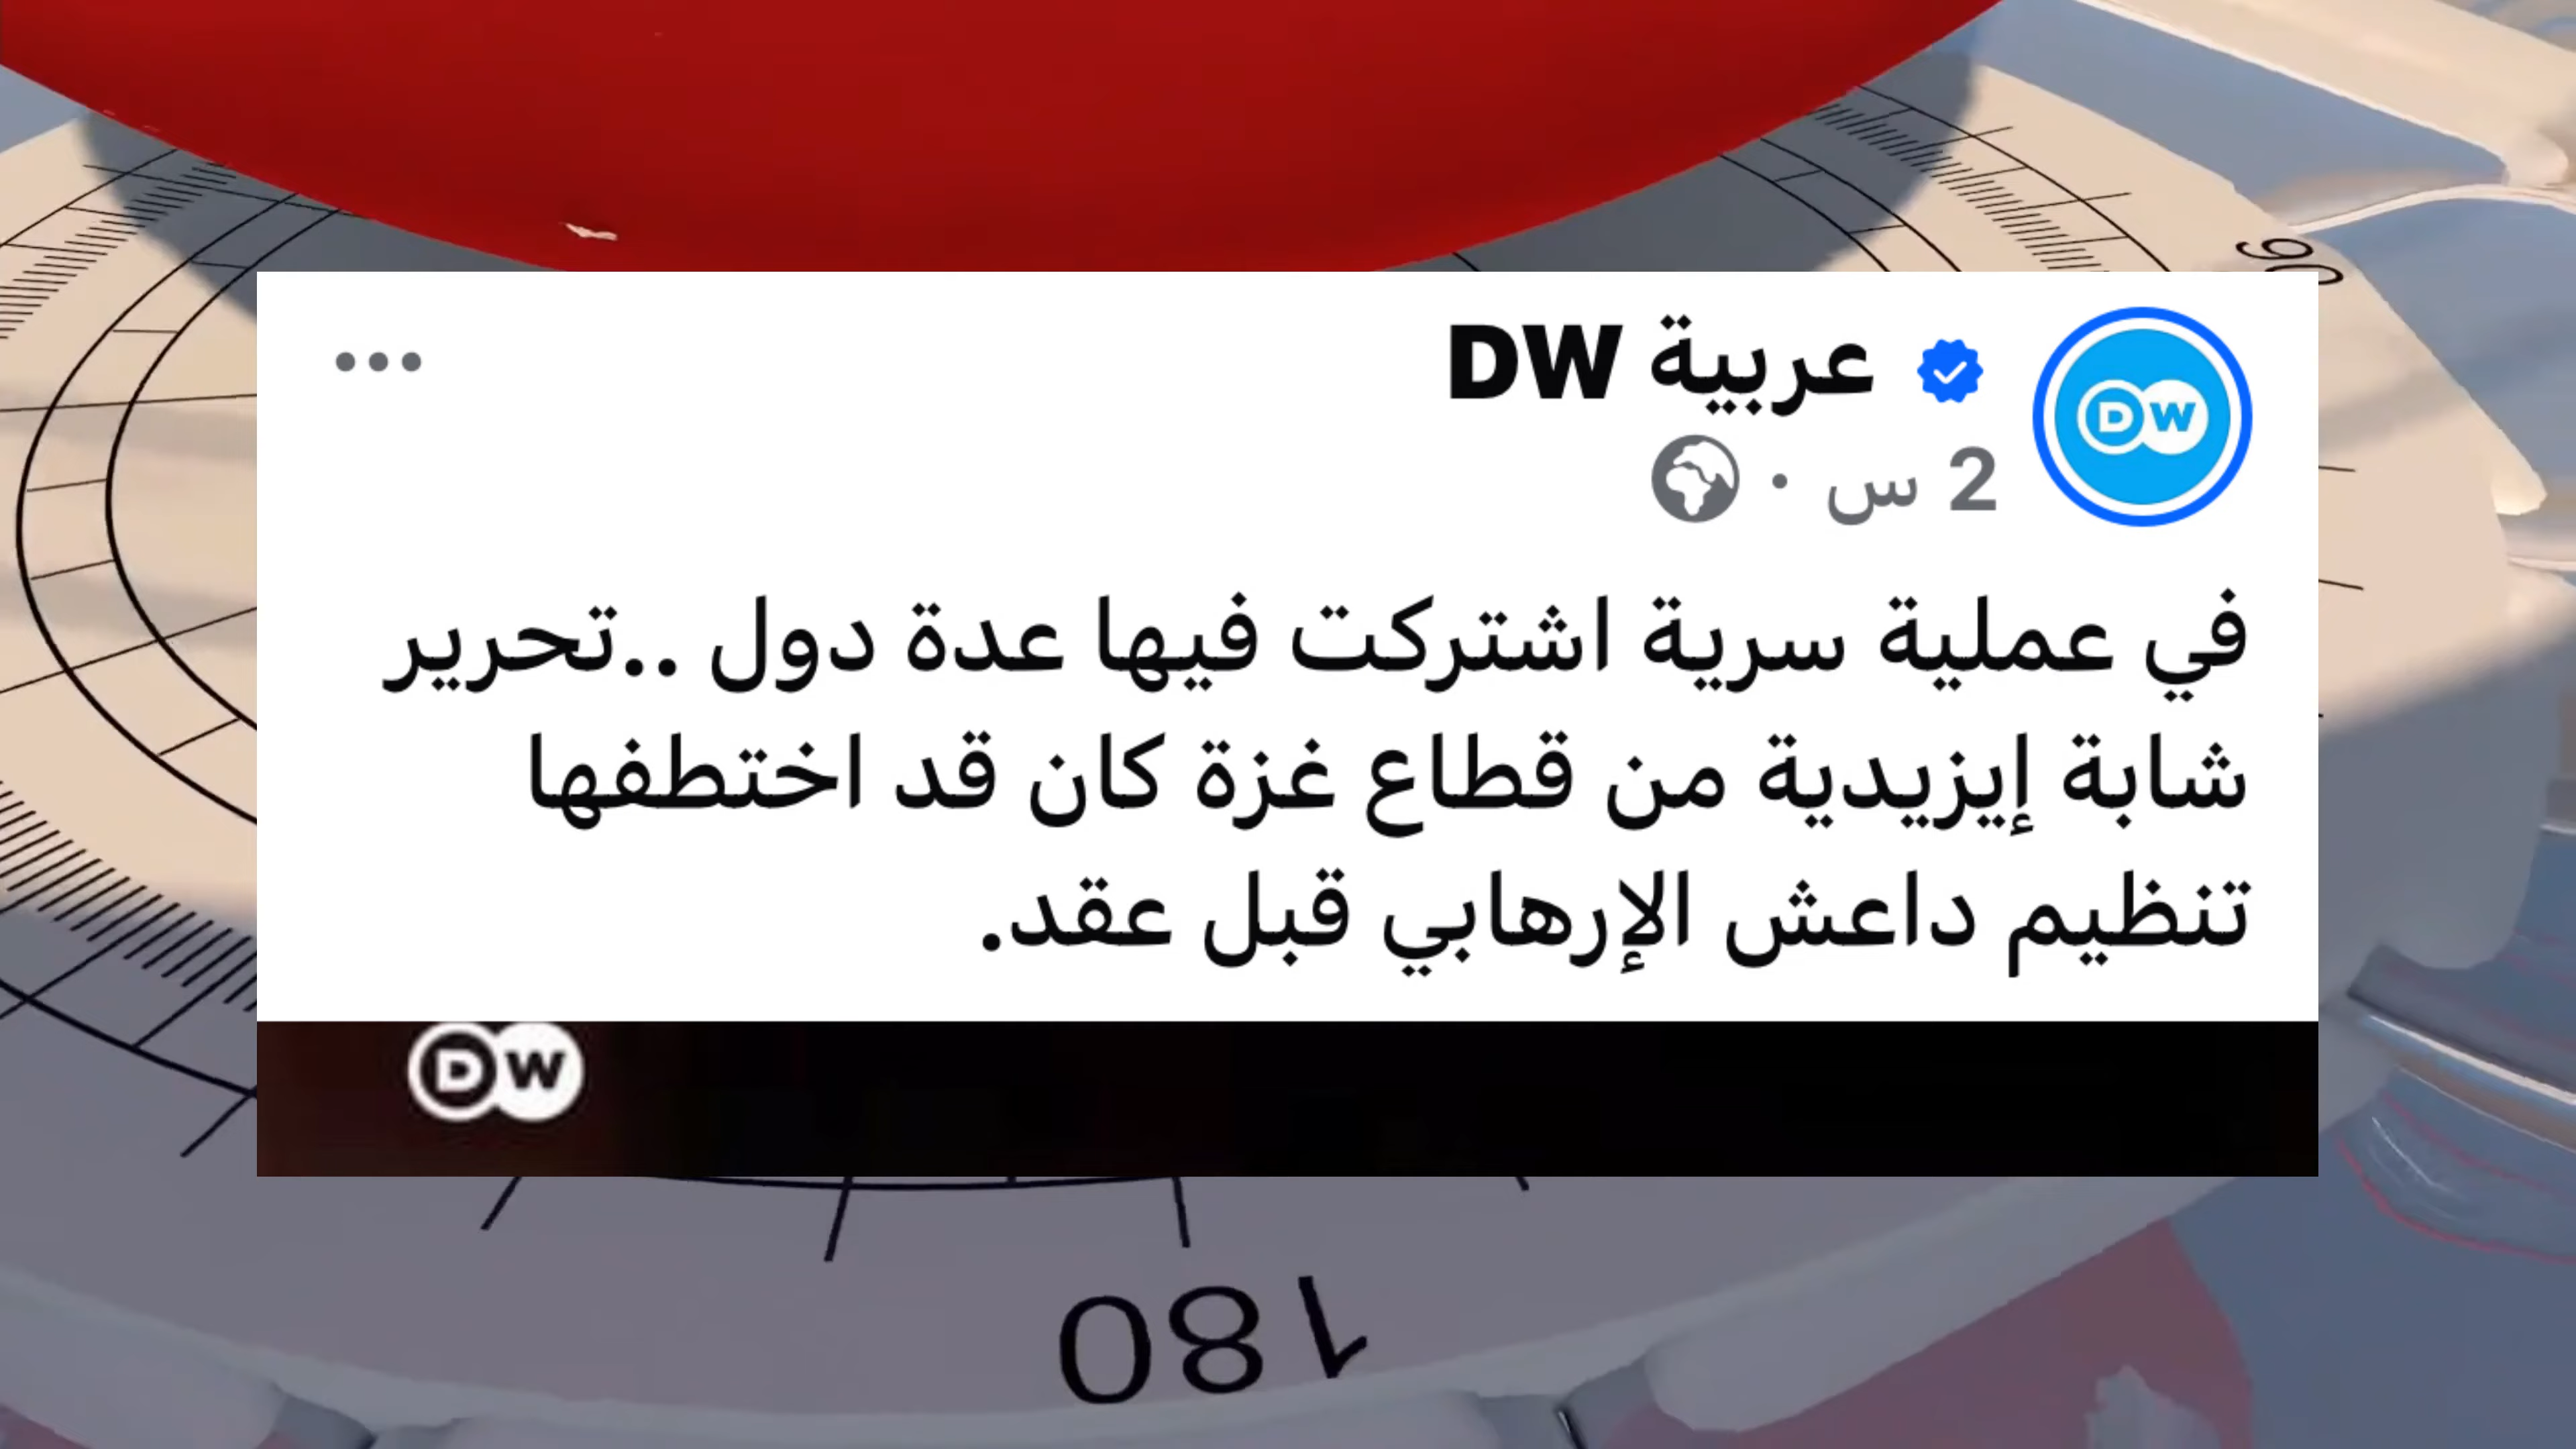 عربية DW
DW
2 س
في عملية سرية اشتركت فيها عدة دول ..تحرير
شابة إيزيدية من قطاع غزة كان قد اختطفها
تنظيم داعش الإرهابي قبل عقد.
DW
180